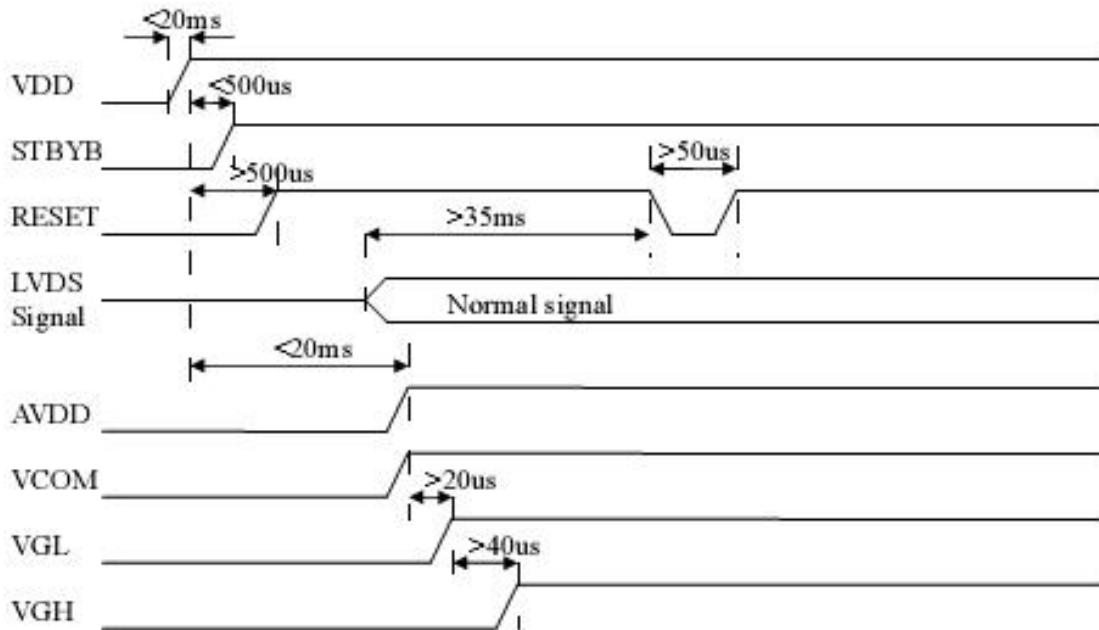 <20ms
VDD
<500us
STBYB
>50us
>500us
RESET
>35ms
LVDS
Signal
Normal signal
<20ms
AVDD
VCOM
>20us
VGL
>40us
VGH